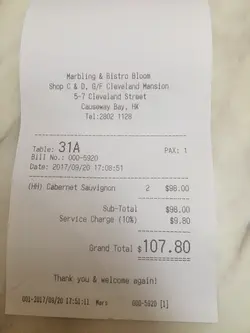 Marbling & Bistro Bloom
Shop C & D, G/F Cleveland Mansion
5-7 Cleveland Street
Causeway Bay, HK
Tel:2802 1128
Table: 31A PAX: 1
Bill No.: 000-5920
Date: 2017/09/20 17:08:51
(HH) Cabernet Sauvignon 2 $98.00
Sub-Total $98.00
Service Charge (10%) $9.80
Grand Total $107.80
Thank you & welcome again!
001-2017/09/20 17:51:11 Mars 000-5920 [1]